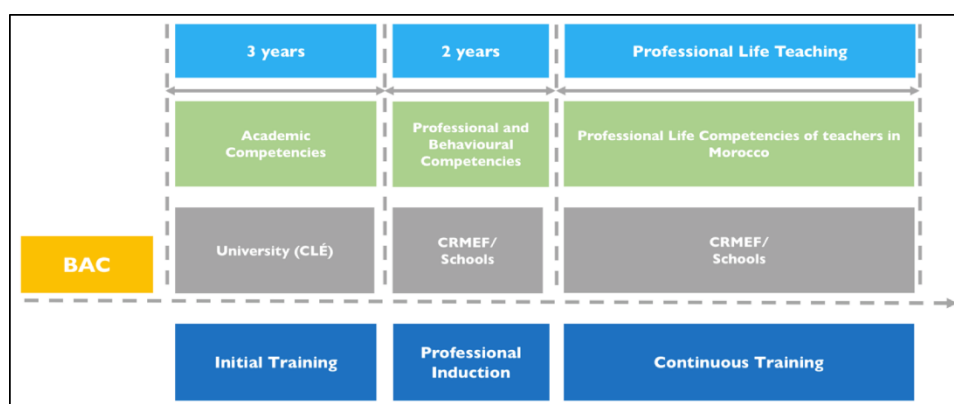 3 years
2 years
Professional Life Teaching
Academic
Competencies
Professional and
Behavioural
Competencies
Professional Life Competencies of teachers in
Morocco
BAC
University (CLÉ)
CRMEF/
Schools
CRMEF/
Schools
Initial Training
Professional
Induction
Continuous Training